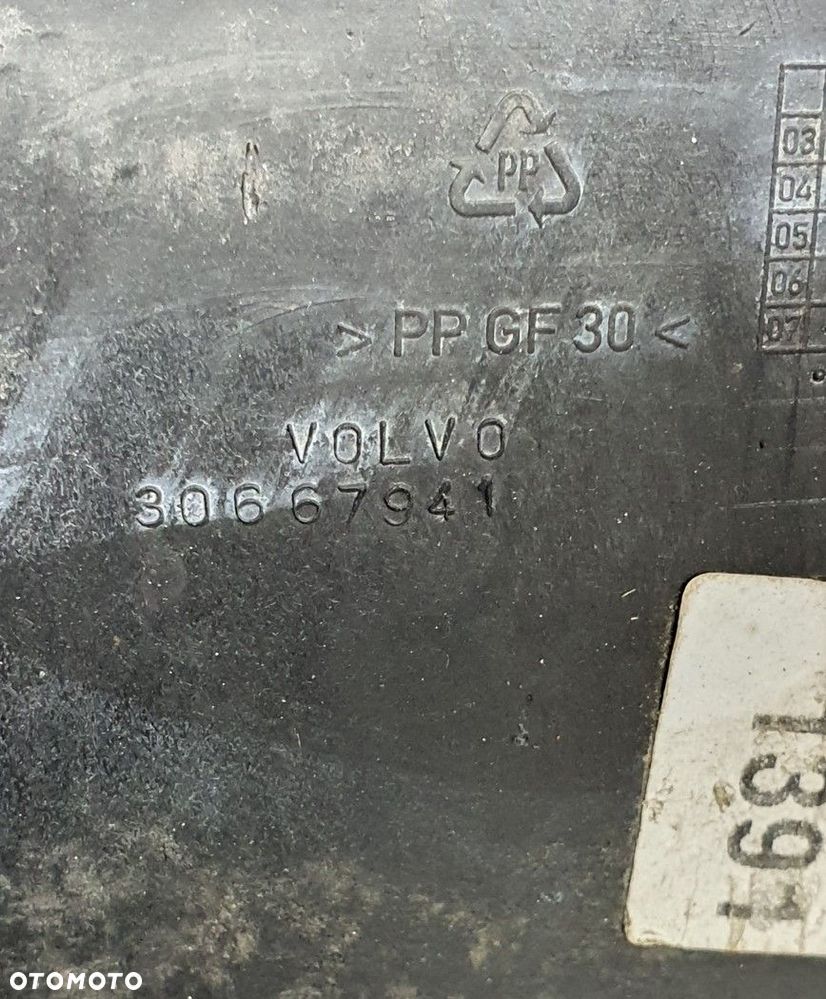 PP
03
04
05
06
07
> PP GF 30 <
VOLVO
30667941
OTOMOTO